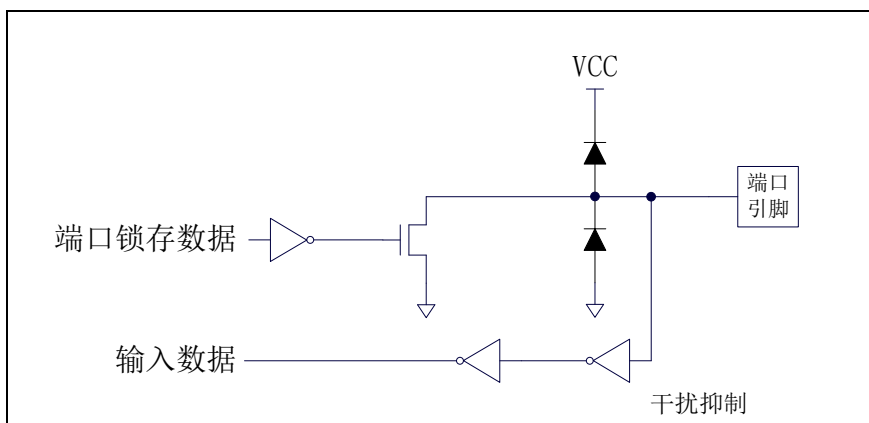 VCC
端口
引脚
端口锁存数据
输入数据
干扰抑制